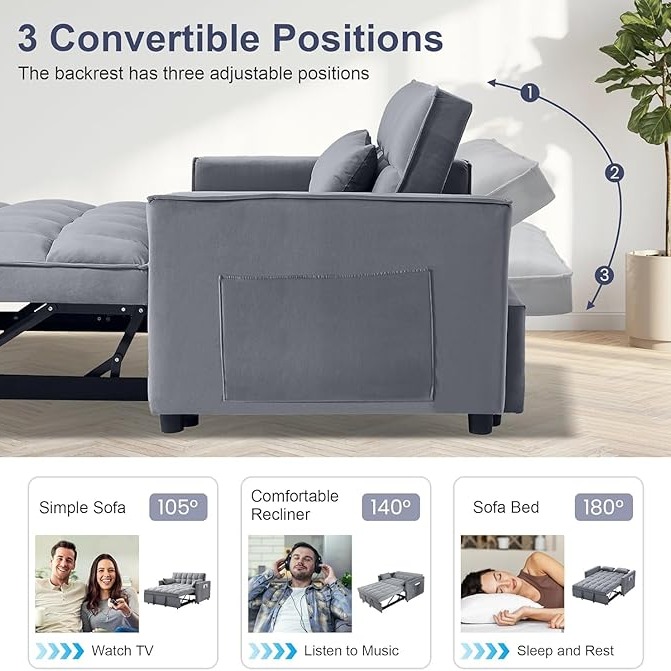 3 Convertible Positions
The backrest has three adjustable positions
1
2
3
Simple Sofa
105°
Comfortable
Recliner
140°
Sofa Bed
180°
Watch TV
Listen to Music
Sleep and Rest